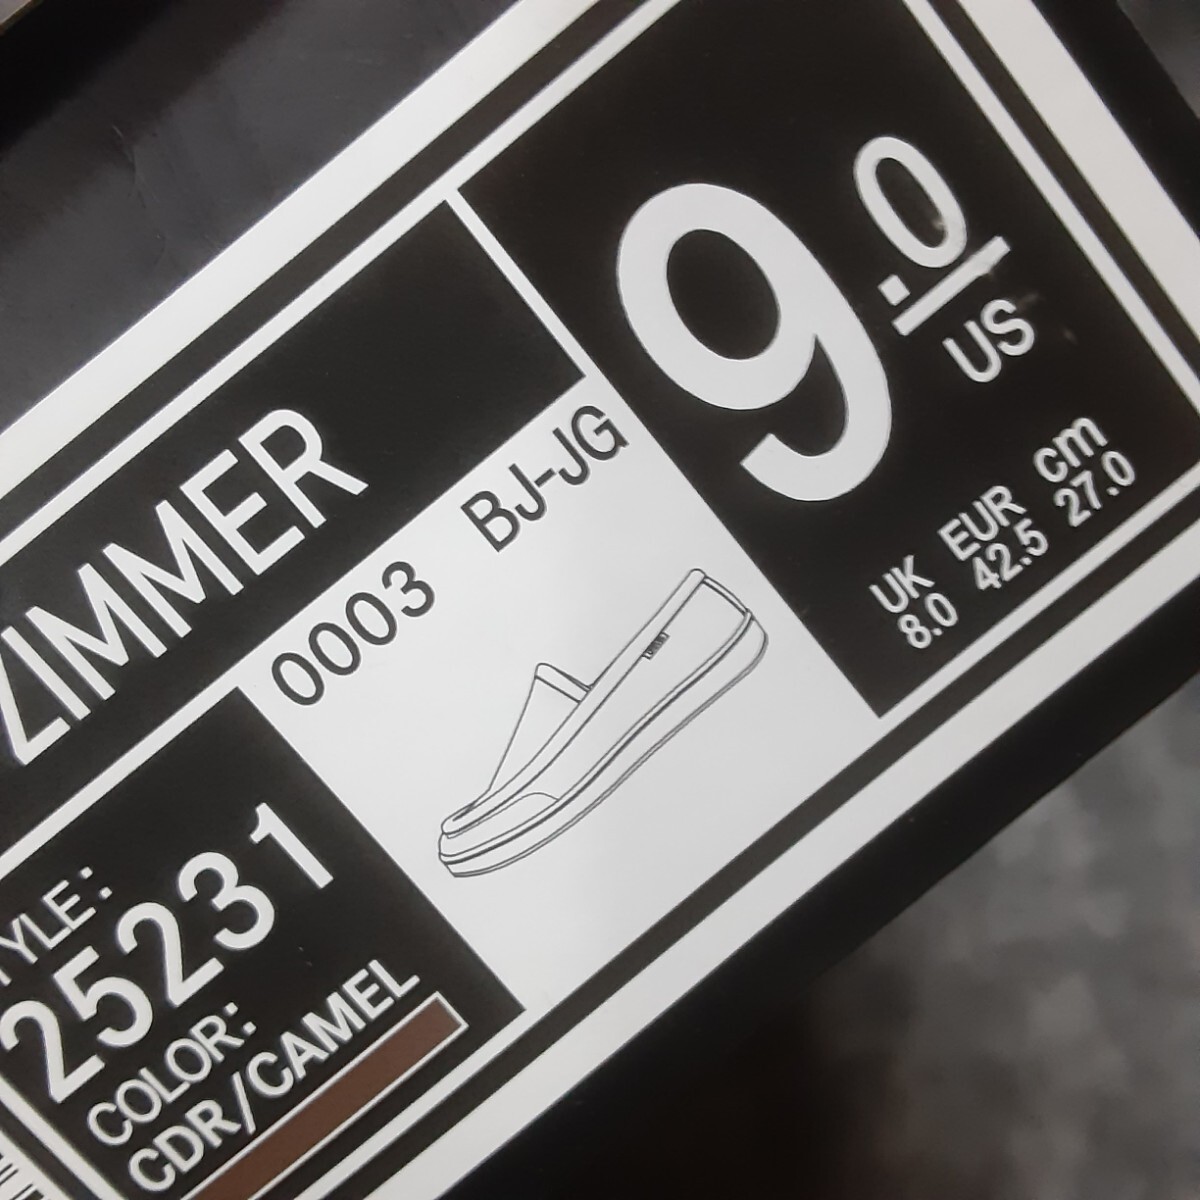 ZIMMER
0003 BJ-JG
9.0
US
UK EUR cm
8.0 42.5 27.0
TYLE:
25231
COLOR:
CDR/CAMEL